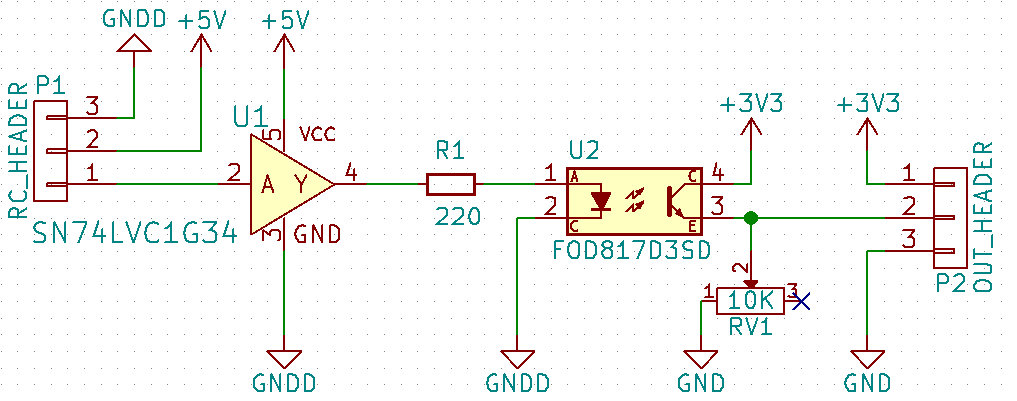 GNDD +5V +5V
P1
RC_HEADER
3
2
1
U1
5 VCC
2 A Y 4
3 GND
SN74LVC1G34
GNDD
R1
220
U2
1 A C 4
2 C E 3
FOD817D3SD
GNDD
+3V3
2
1 10K 3
RV1
GND
+3V3
1
2
3
P2
OUT_HEADER
GND